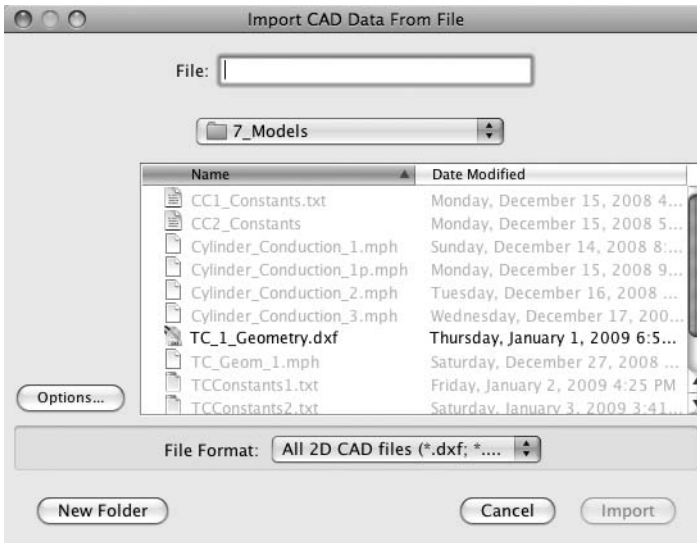 Import CAD Data From File
File:
7_Models
Name Date Modified
CC1_Constants.txt Monday, December 15, 2008 4...
CC2_Constants Monday, December 15, 2008 5...
Cylinder_Conduction_1.mph Sunday, December 14, 2008 8:...
Cylinder_Conduction_1p.mph Monday, December 15, 2008 9...
Cylinder_Conduction_2.mph Tuesday, December 16, 2008 ...
Cylinder_Conduction_3.mph Wednesday, December 17, 200...
TC_1_Geometry.dxf Thursday, January 1, 2009 6:5...
TC_Geom_1.mph Saturday, December 27, 2008 ...
TCConstants1.txt Friday, January 2, 2009 4:25 PM
TCConstants2.txt Saturday, January 3, 2009 3:41...
Options...
File Format: All 2D CAD files (*.dxf; *....
New Folder Cancel Import